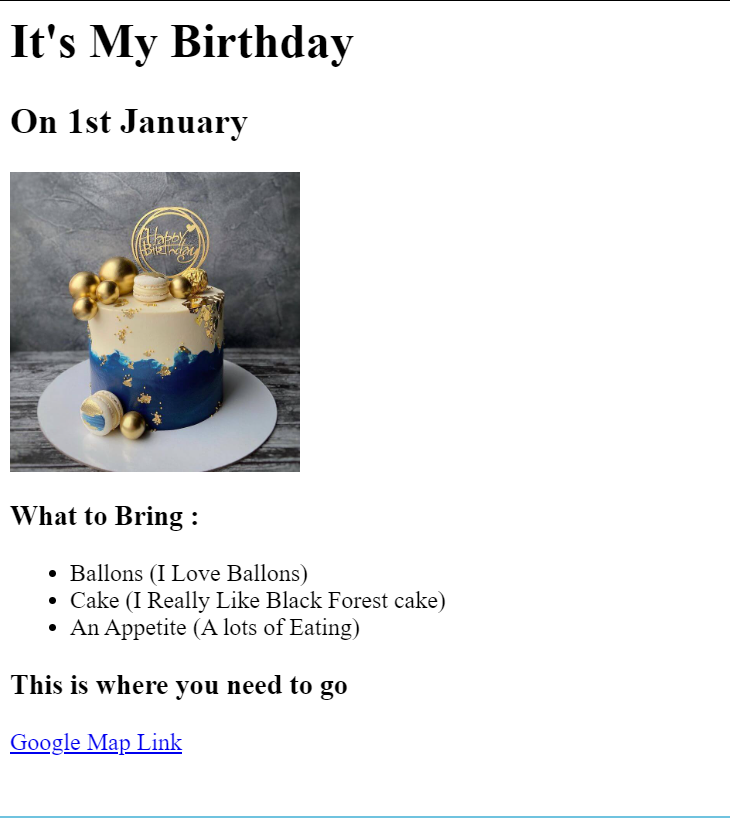 It's My Birthday
On 1st January
Happy
Birthday
What to Bring :
Ballons (I Love Ballons)
Cake (I Really Like Black Forest cake)
An Appetite (A lots of Eating)
This is where you need to go
Google Map Link